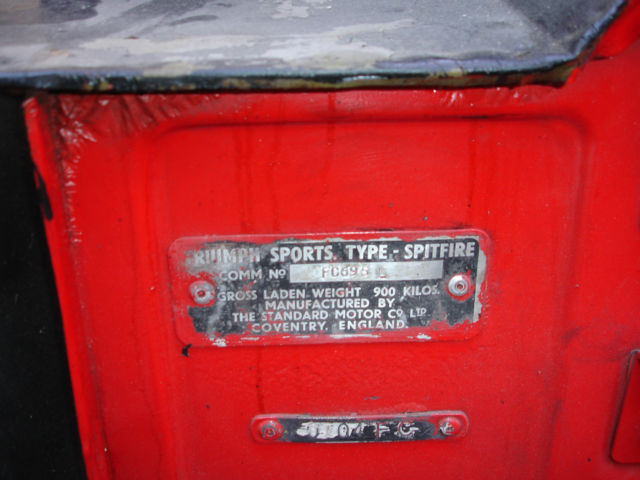 TRIUMPH SPORTS. TYPE - SPITFIRE
COMM. Nº L
GROSS LADEN WEIGHT 900 KILOS.
MANUFACTURED BY
THE STANDARD MOTOR Cº LTD
COVENTRY, ENGLAND.